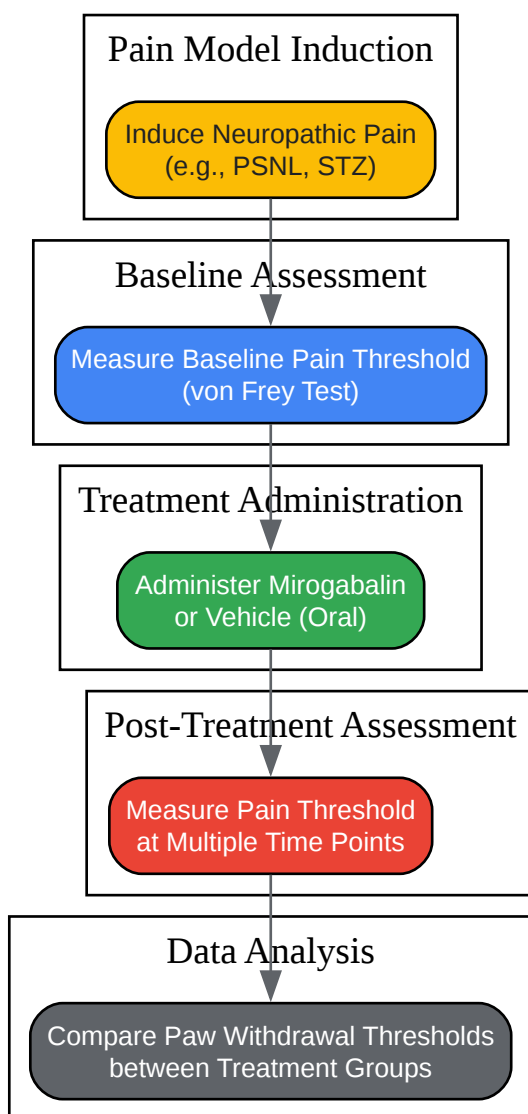 Pain Model Induction
Induce Neuropathic Pain
(e.g., PSNL, STZ)
Baseline Assessment
Measure Baseline Pain Threshold
(von Frey Test)
Treatment Administration
Administer Mirogabalin
or Vehicle (Oral)
Post-Treatment Assessment
Measure Pain Threshold
at Multiple Time Points
Data Analysis
Compare Paw Withdrawal Thresholds
between Treatment Groups